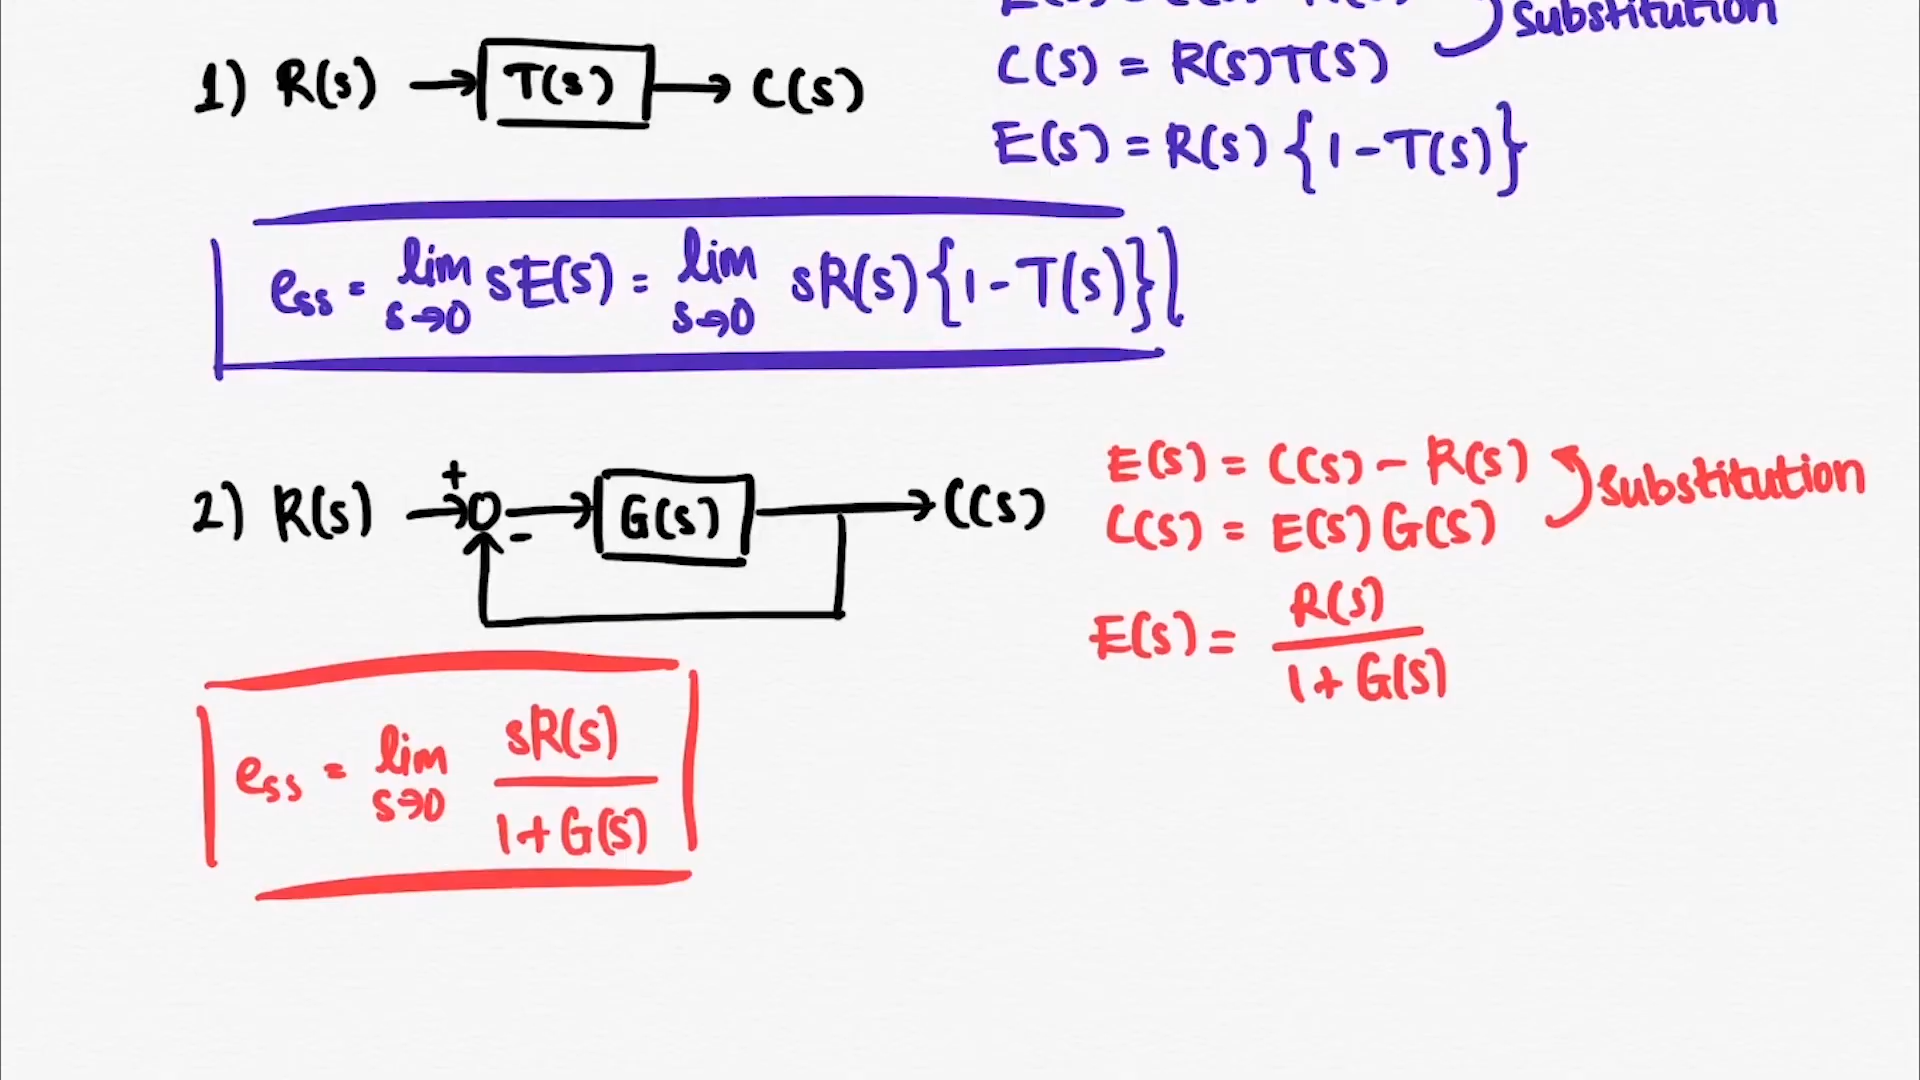 Substitution
1) R(s) → T(s) → C(s)
C(s) = R(s)T(s)
E(s) = R(s) {1 - T(s)}
ess = lim s→0 sE(s) = lim s→0 sR(s) {1 - T(s)}
2) R(s) + - G(s) → C(s)
E(s) = C(s) - R(s)
Substitution
C(s) = E(s) G(s)
E(s) = R(s) / 1 + G(s)
ess = lim s→0 sR(s) / 1 + G(s)